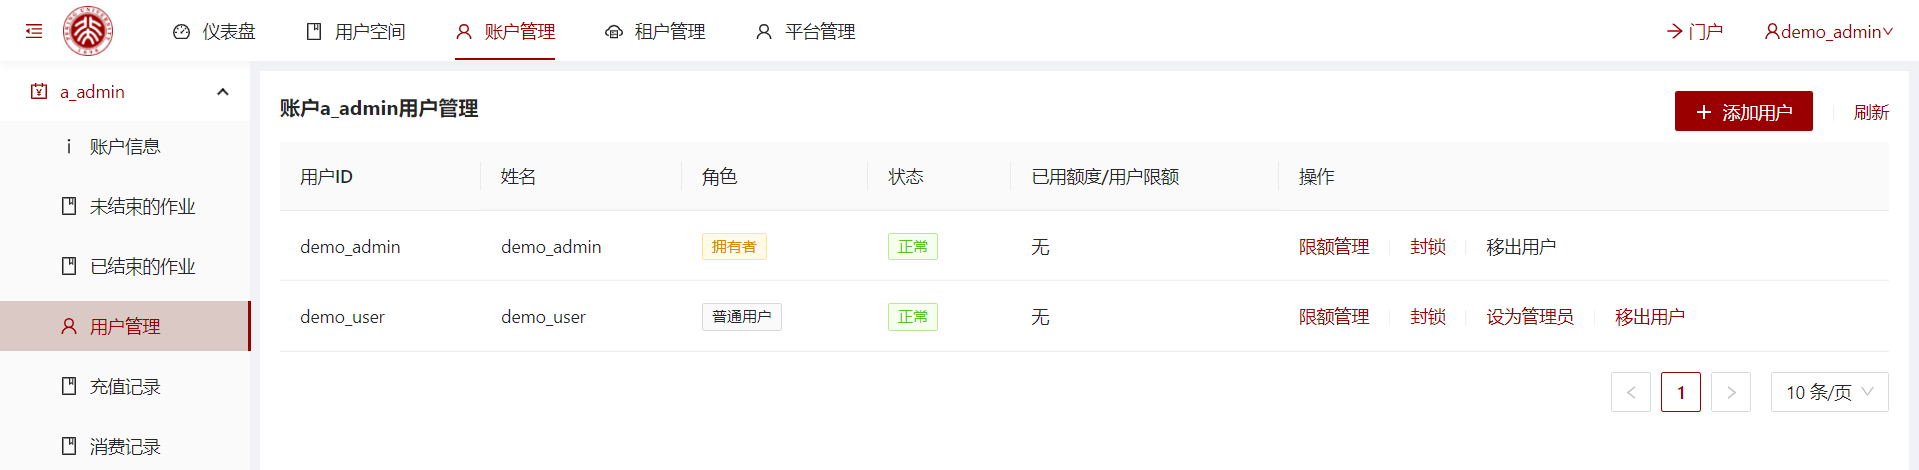 仪表盘 用户空间 账户管理 租户管理 平台管理 门户 demo_admin
a_admin
账户信息
未结束的作业
已结束的作业
用户管理
充值记录
消费记录
账户a_admin用户管理
添加用户 刷新
用户ID 姓名 角色 状态 已用额度/用户限额 操作
demo_admin demo_admin 拥有者 正常 无 限额管理 封锁 移出用户
demo_user demo_user 普通用户 正常 无 限额管理 封锁 设为管理员 移出用户
< 1 > 10 条/页